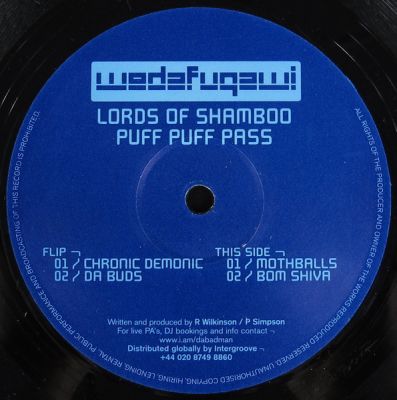 wedafugawi
LORDS OF SHAMBOO
PUFF PUFF PASS
FLIP ¬
01 / CHRONIC DEMONIC
02 / DA BUDS
THIS SIDE ¬
01 / MOTHBALLS
02 / BOM SHIVA
Written and produced by R Wilkinson / Þ Simpson
For live PA's, DJ bookings and info contact ¬
www.i.am/dabadman
Distributed globally by Intergroove ¬
+44 020 8749 8860
ALL RIGHTS OF THE PRODUCER AND OWNER OF THE WORKS REPRODUCED RESERVED. UNAUTHORISED COPYING, HIRING, LENDING, RENTAL, PUBLIC PERFORMANCE AND BROADCASTING OF THIS RECORD IS PROHIBITED.